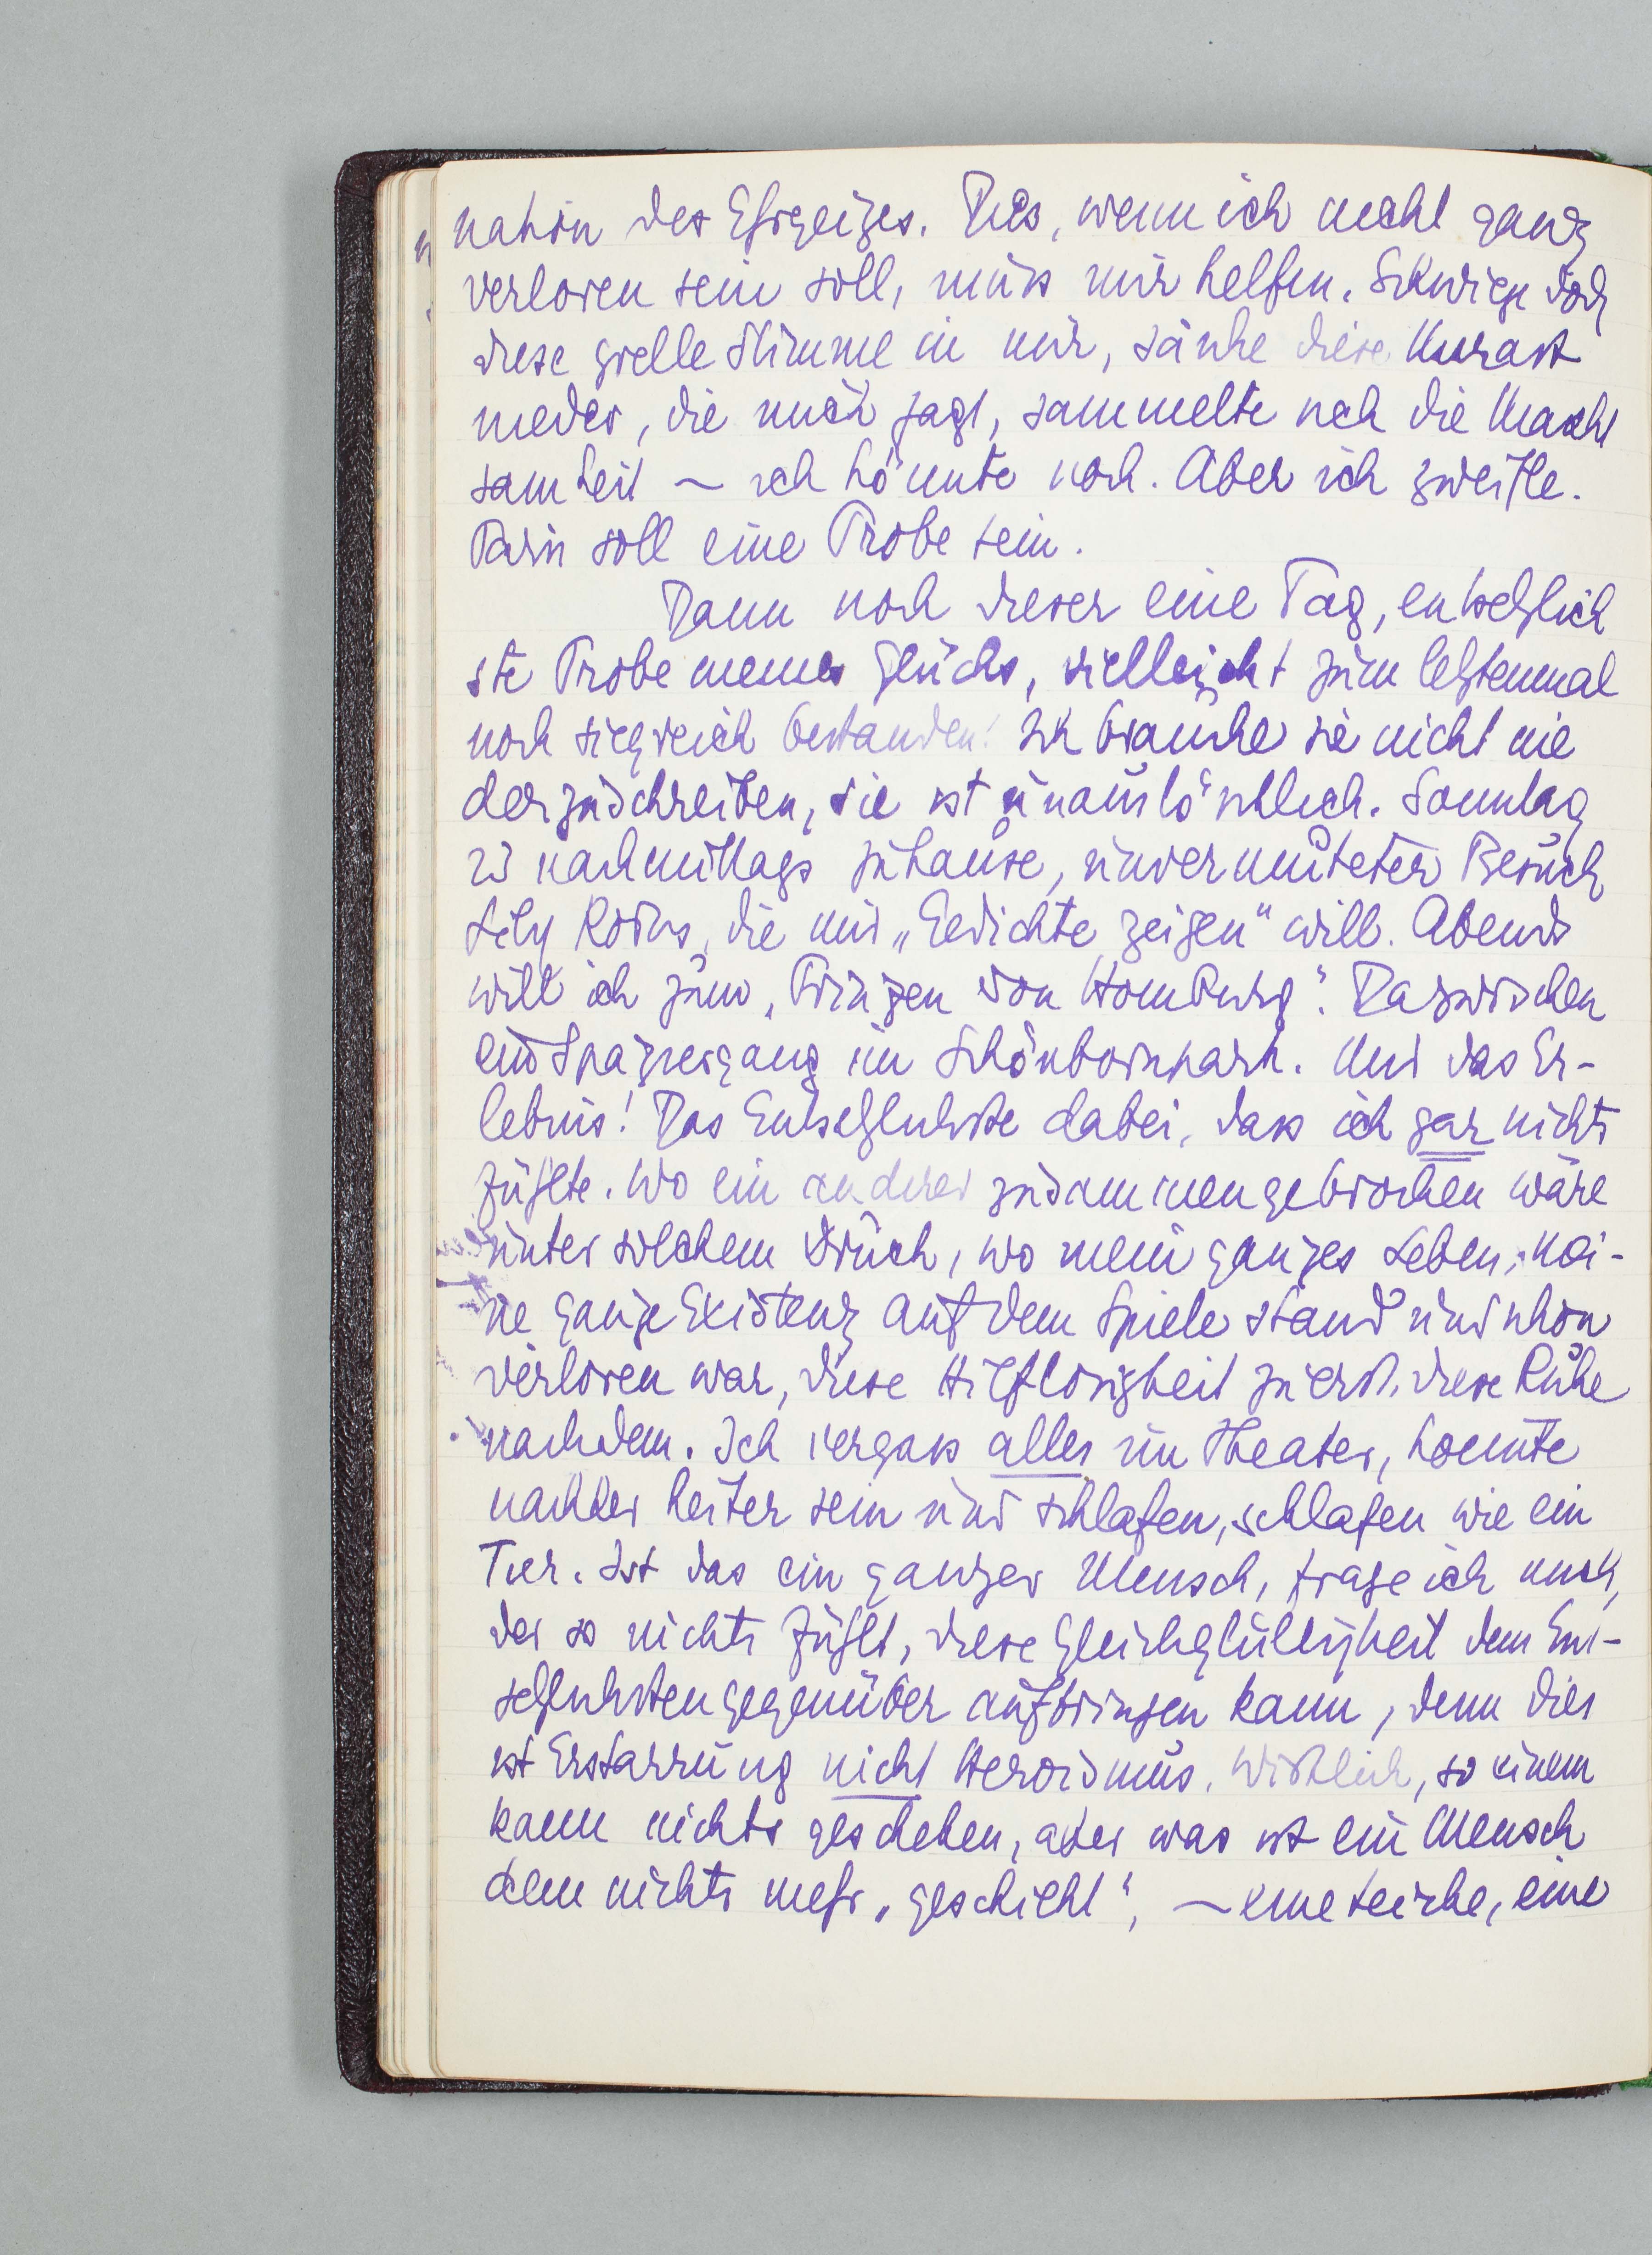 nation des Ehrgeizes. Dies, wenn ich nicht ganz
verloren sein soll, muss mir helfen. Schwiege doch
diese grelle Stimme in mir, sänke diese Unrast
nieder, die mich jagt, sammelte sich die
samkeit – ich könnte noch. Aber ich zweifle.
Paris soll eine Probe sein.
Dann noch dieser eine Tag, entsetzlich
ste Probe meines Glücks, vielleicht zum letztenmal
noch siegreich bestanden! Ich brauche sie nicht nie
derzuschreiben, sie ist unauslöschlich. Sonntag
nachmittags zuhause, unvermuteter Besuch
Lily die mir „Gedichte zeigen“ will. Abends
will ich zum „Prinzen von Homburg“. Dazwischen
ein Spaziergang im Schönbornpark. Und das Er-
lebnis! Das Entsetzlichste dabei, dass ich gar nichts
fühlte. Wo ein anderer zusammengebrochen wäre
unter solchem Druck, wo mein ganzes Leben, mei-
ne ganze Existenz auf dem Spiele stand und schon
verloren war, diese Hilflosigkeit zuerst, diese Ruhe
nachdem. Ich vergass alles im Theater, konnte
nachher heiter sein und schlafen, schlafen wie ein
Tier. Ist das ein ganzer Mensch, frage ich mich,
der so nichts fühlt, diese Gleichgültigkeit dem Ent-
setzlichsten gegenüber aufbringen kann, denn dies
ist Erstarrung nicht Heroismus. Wirklich, so einem
kann nichts geschehen, aber was ist ein Mensch
dem nichts mehr „geschieht“, – eine Leiche, eine